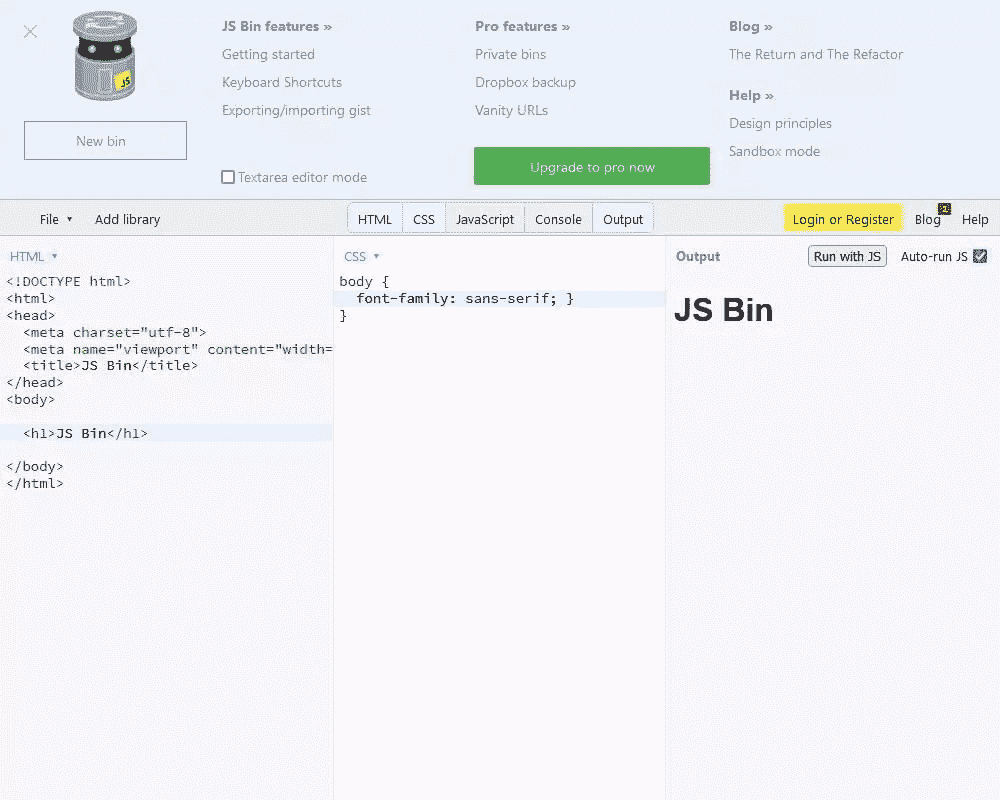 JS Bin features »
Getting started
Keyboard Shortcuts
Exporting/importing gist
Textarea editor mode
Pro features »
Private bins
Dropbox backup
Vanity URLs
Upgrade to pro now
Blog »
The Return and The Refactor
Help »
Design principles
Sandbox mode
JS
New bin
File ▾
Add library
HTML
CSS
JavaScript
Console
Output
Login or Register
Blog
Help
HTML ▾
<!DOCTYPE html>
<html>
<head>
<meta charset="utf-8">
<meta name="viewport" content="width=
<title>JS Bin</title>
</head>
<body>
<h1>JS Bin</h1>
</body>
</html>
CSS ▾
body {
font-family: sans-serif; }
}
Output
Run with JS
Auto-run JS
JS Bin